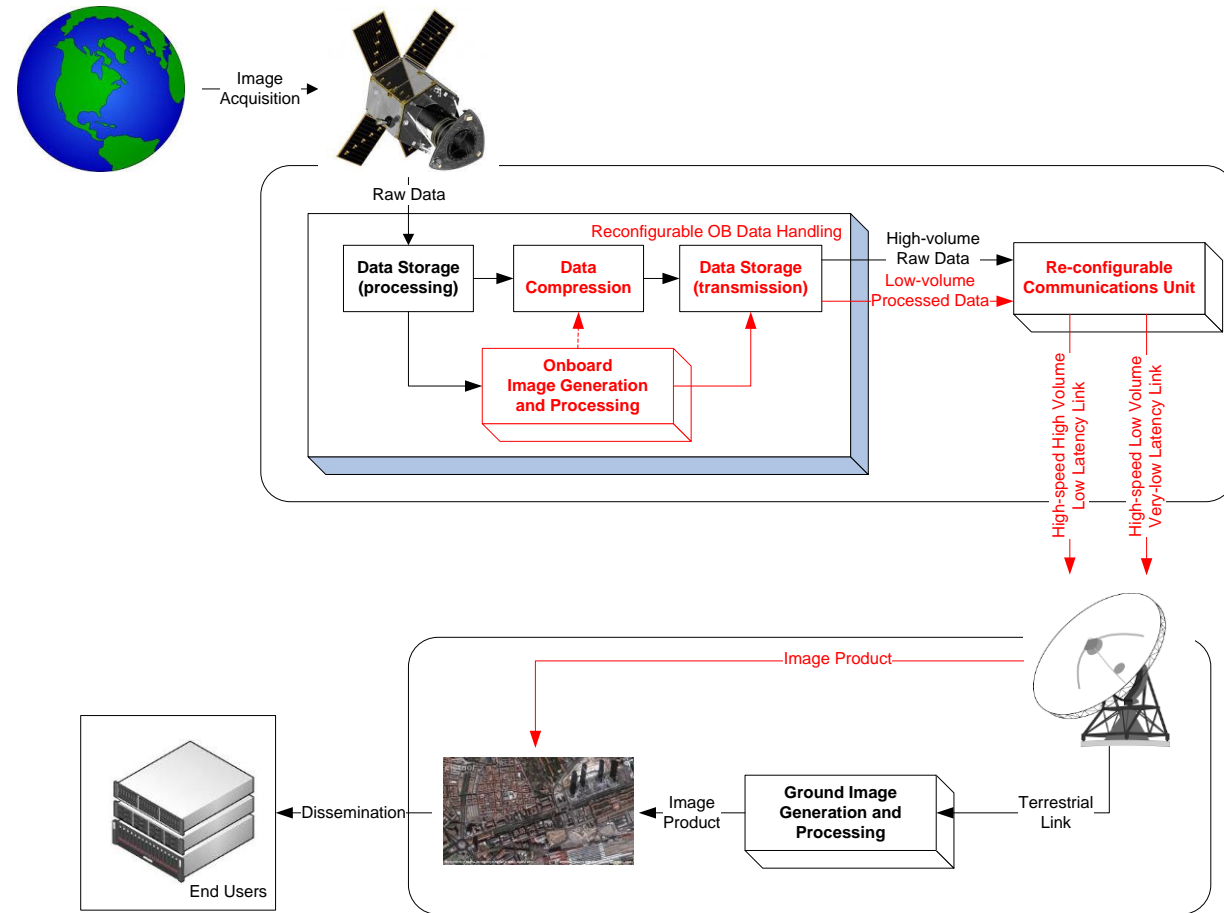 Image
Acquisition
Raw Data
Reconfigurable OB Data Handling
Data Storage
(processing)
Data
Compression
Data Storage
(transmission)
High-volume
Raw Data
Low-volume
Processed Data
Re-configurable
Communications Unit
Onboard
Image Generation
and Processing
High-speed High Volume
Low Latency Link
High-speed Low Volume
Very-low Latency Link
Image Product
Ground Image
Generation and
Processing
Terrestrial
Link
Image
Product
Dissemination
End Users